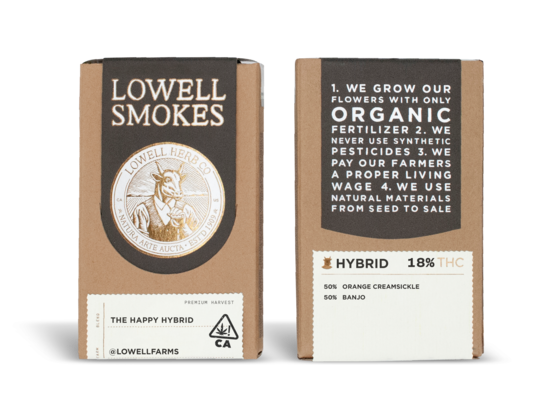 LOWELL
SMOKES
LOWELL HERB CO
NATURA ARTE AUCTA
PREMIUM HARVEST
THE HAPPY HYBRID
CA
@LOWELLFARMS
1. WE GROW OUR
FLOWERS WITH ONLY
ORGANIC
FERTILIZER 2. WE
NEVER USE SYNTHETIC
PESTICIDES 3. WE
PAY OUR FARMERS
A PROPER LIVING
WAGE 4. WE USE
NATURAL MATERIALS
FROM SEED TO SALE
HYBRID 18% THC
50% ORANGE CREAMSICKLE
50% BANJO